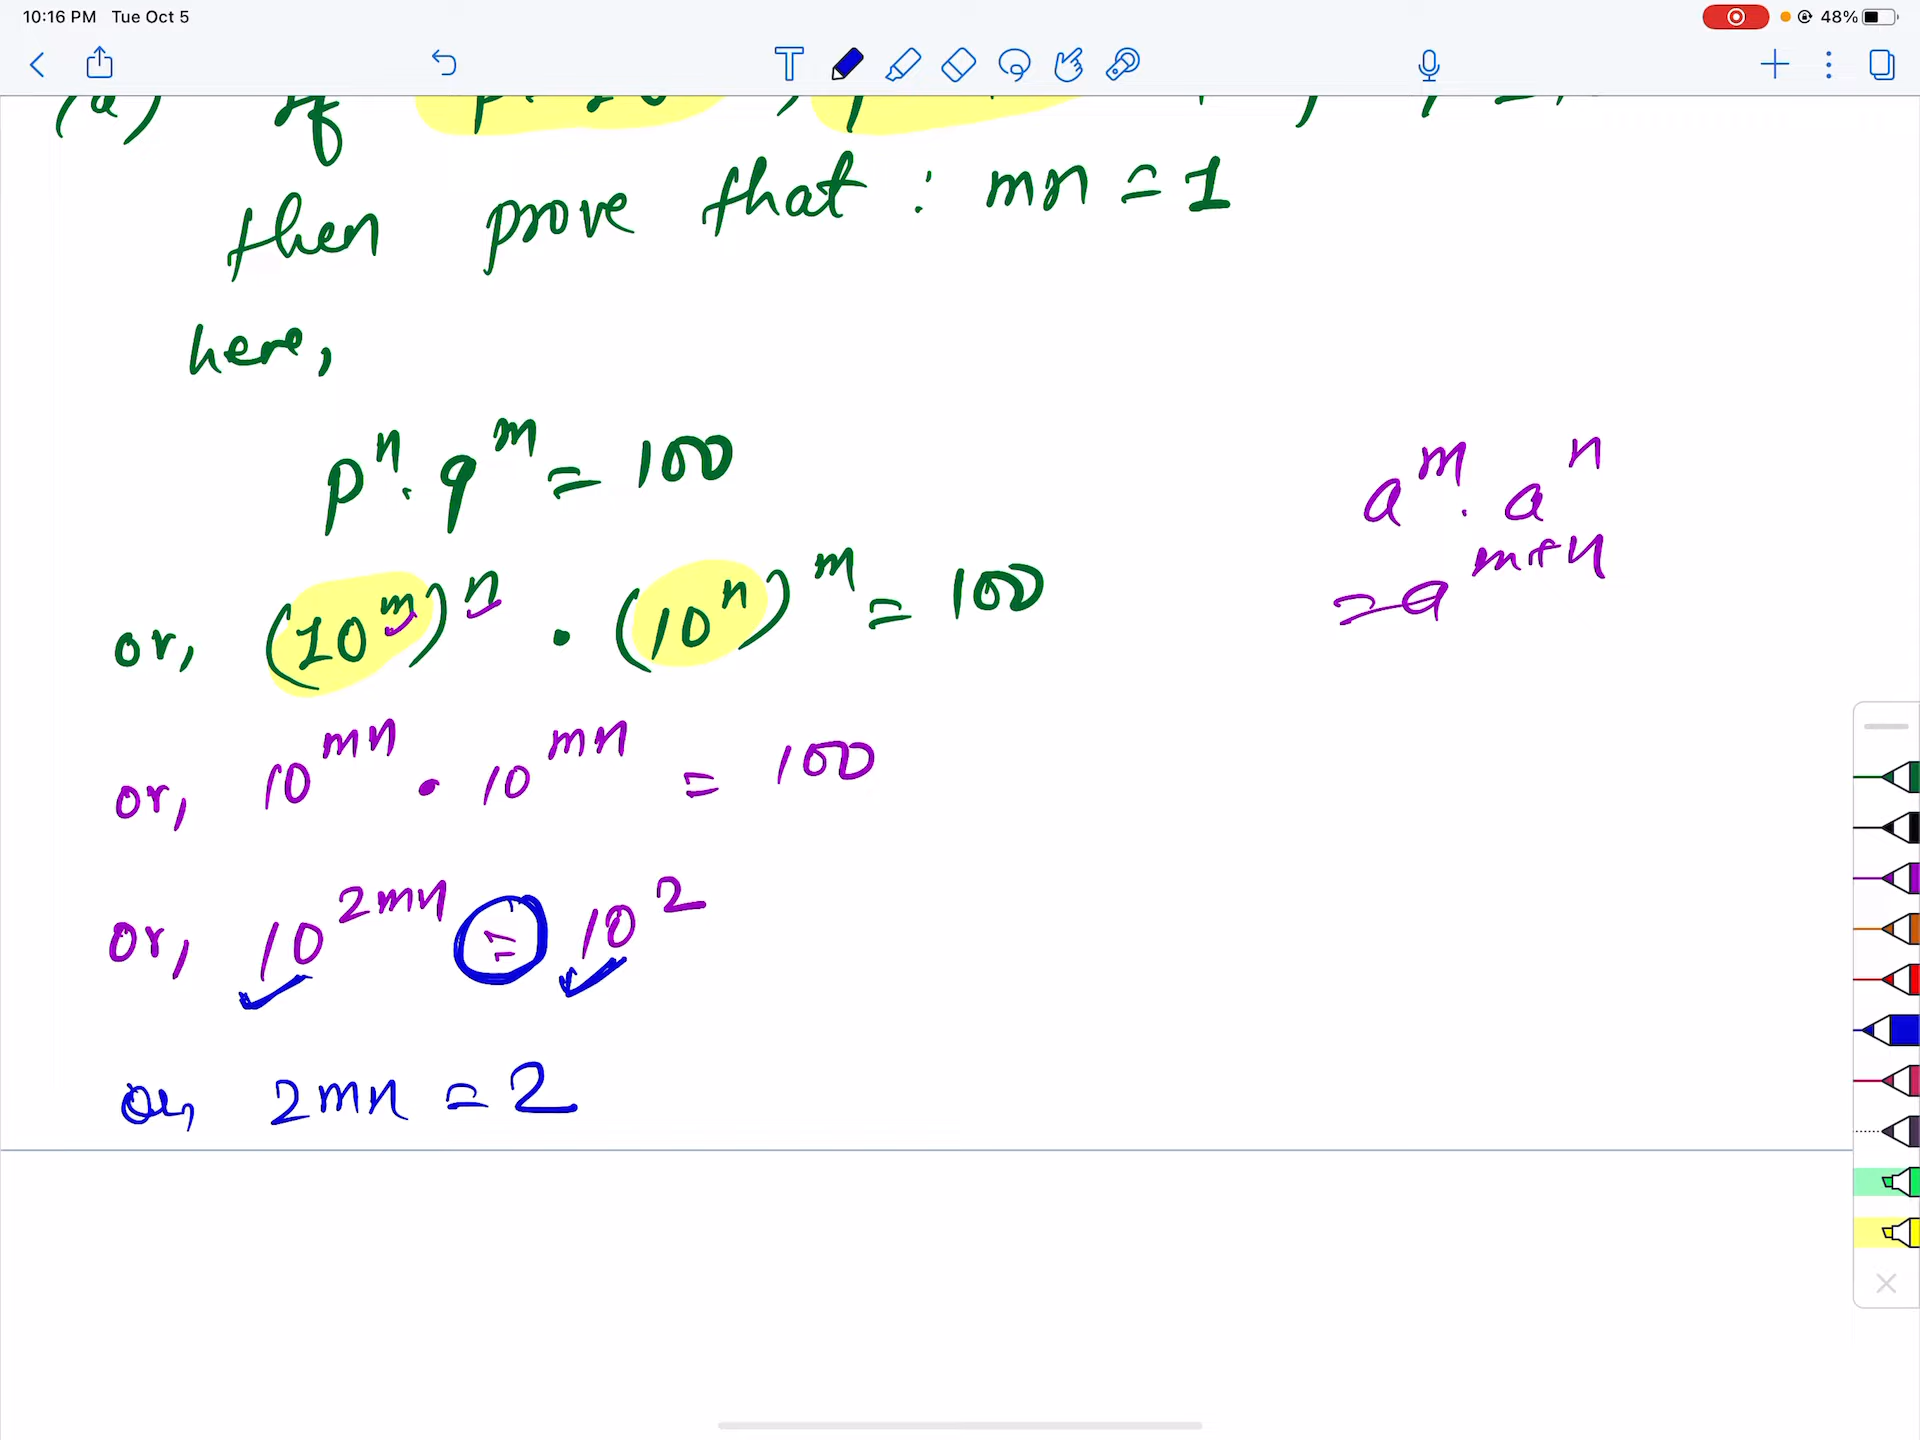 10:16 PM Tue Oct 5
48%
T
(a) If
then prove that : mn = 1
here,
pⁿ . qᵐ = 100
aᵐ . aⁿ
= aᵐ⁺ⁿ
or, (10ᵐ)ⁿ . (10ⁿ)ᵐ = 100
or, 10ᵐⁿ . 10ᵐⁿ = 100
or, 10²ᵐⁿ = 10²
or, 2mn = 2